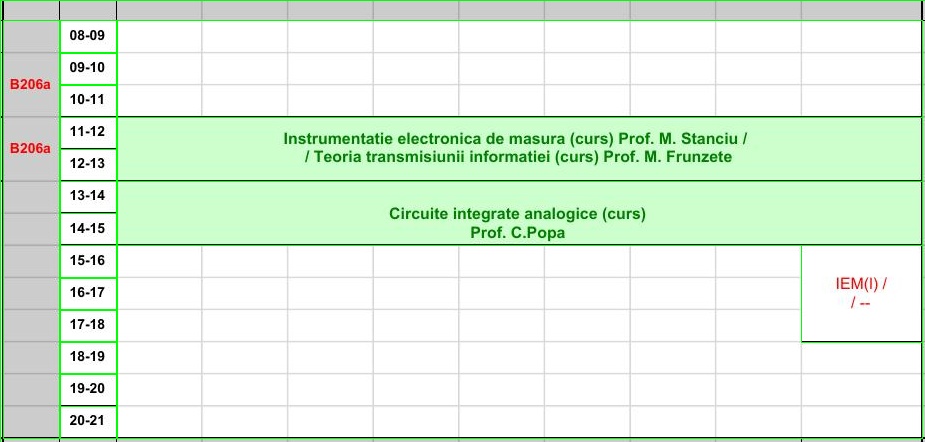 08-09
09-10
B206a
10-11
11-12
Instrumentatie electronica de masura (curs) Prof. M. Stanciu /
B206a
/ Teoria transmisiunii informatiei (curs) Prof. M. Frunzete
12-13
13-14
Circuite integrate analogice (curs)
14-15
Prof. C.Popa
15-16
IEM(I) /
16-17
/ --
17-18
18-19
19-20
20-21